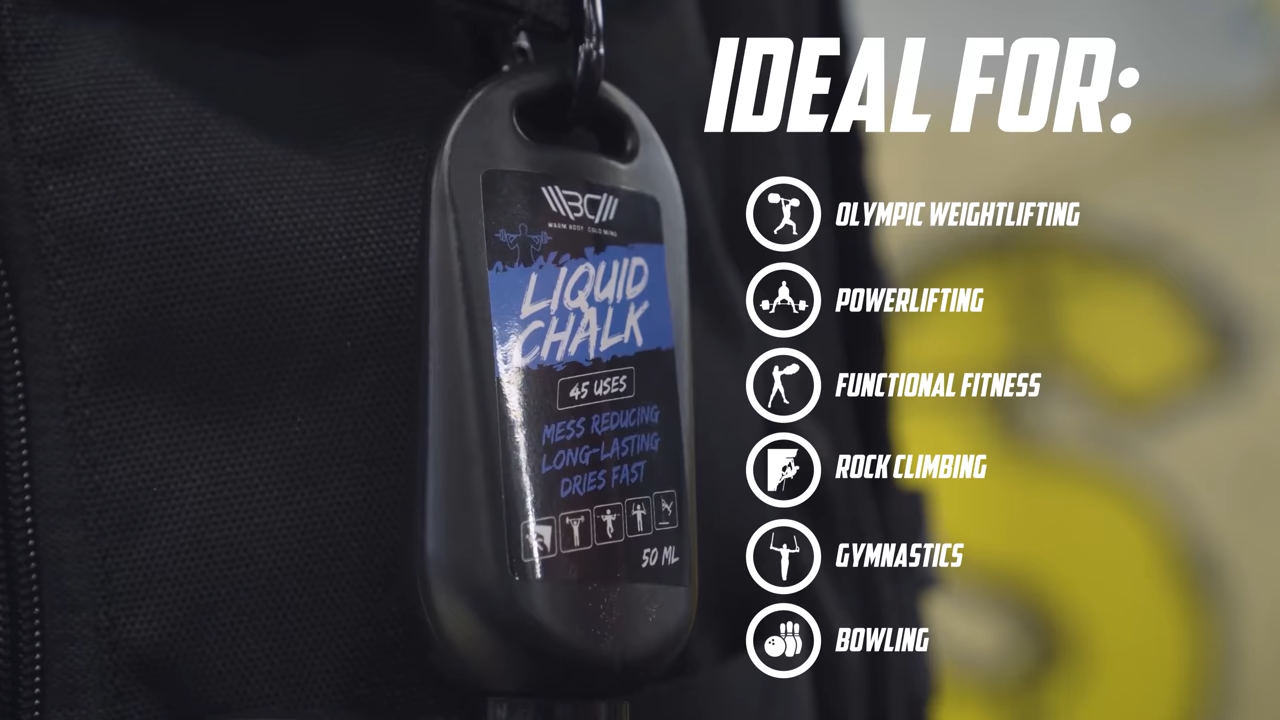 WBC
WARM BODY COLD MIND
LIQUID
CHALK
45 USES
MESS REDUCING
LONG-LASTING
DRIES FAST
50 ML
IDEAL FOR:
OLYMPIC WEIGHTLIFTING
POWERLIFTING
FUNCTIONAL FITNESS
ROCK CLIMBING
GYMNASTICS
BOWLING